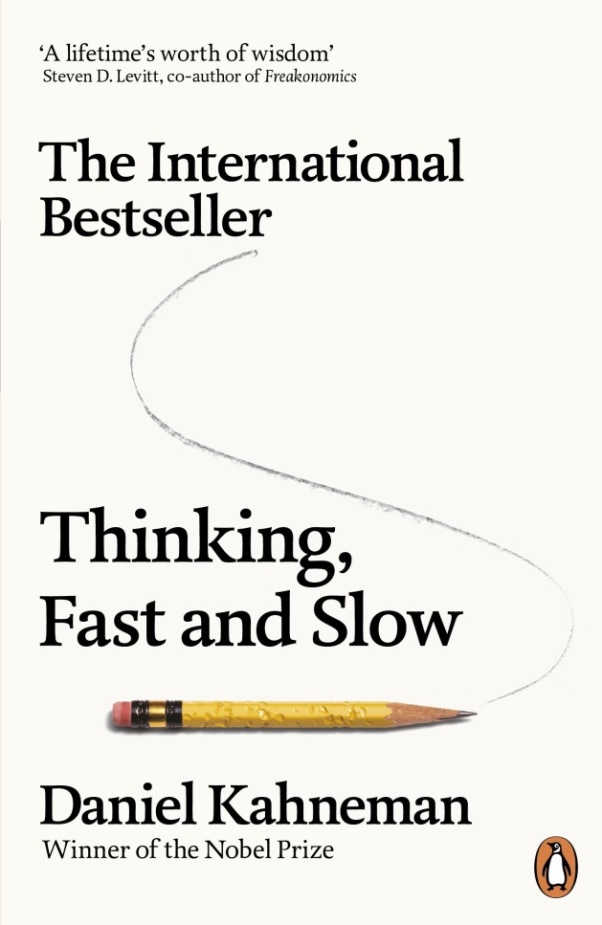 ‘A lifetime’s worth of wisdom’
Steven D. Levitt, co-author of Freakonomics
The International
Bestseller
Thinking,
Fast and Slow
Daniel Kahneman
Winner of the Nobel Prize